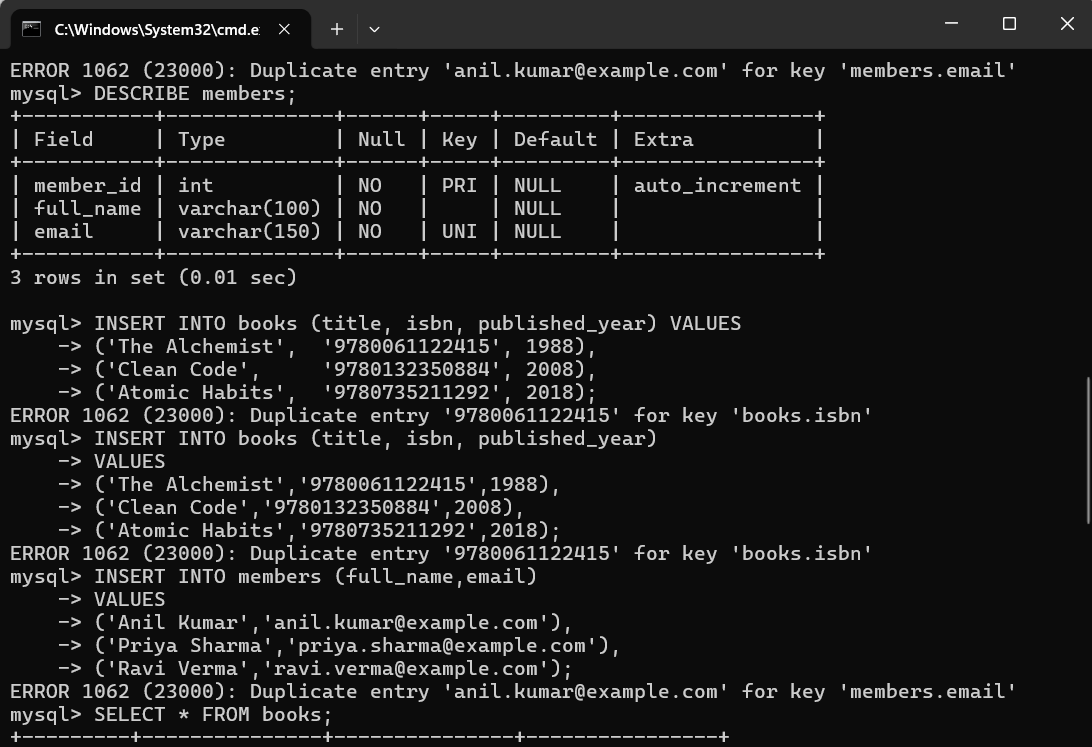 C:\Windows\System32\cmd.e
ERROR 1062 (23000): Duplicate entry 'anil.kumar@example.com' for key 'members.email'
mysql> DESCRIBE members;
+-----------+--------------+------+-----+---------+----------------+
| Field     | Type         | Null | Key | Default | Extra          |
+-----------+--------------+------+-----+---------+----------------+
| member_id | int          | NO   | PRI | NULL    | auto_increment |
| full_name | varchar(100) | NO   |     | NULL    |                |
| email     | varchar(150) | NO   | UNI | NULL    |                |
+-----------+--------------+------+-----+---------+----------------+
3 rows in set (0.01 sec)

mysql> INSERT INTO books (title, isbn, published_year) VALUES
    -> ('The Alchemist',  '9780061122415', 1988),
    -> ('Clean Code',     '9780132350884', 2008),
    -> ('Atomic Habits',  '9780735211292', 2018);
ERROR 1062 (23000): Duplicate entry '9780061122415' for key 'books.isbn'
mysql> INSERT INTO books (title, isbn, published_year)
    -> VALUES
    -> ('The Alchemist','9780061122415',1988),
    -> ('Clean Code','9780132350884',2008),
    -> ('Atomic Habits','9780735211292',2018);
ERROR 1062 (23000): Duplicate entry '9780061122415' for key 'books.isbn'
mysql> INSERT INTO members (full_name,email)
    -> VALUES
    -> ('Anil Kumar','anil.kumar@example.com'),
    -> ('Priya Sharma','priya.sharma@example.com'),
    -> ('Ravi Verma','ravi.verma@example.com');
ERROR 1062 (23000): Duplicate entry 'anil.kumar@example.com' for key 'members.email'
mysql> SELECT * FROM books;
+---------+---------------+---------------+----------------+